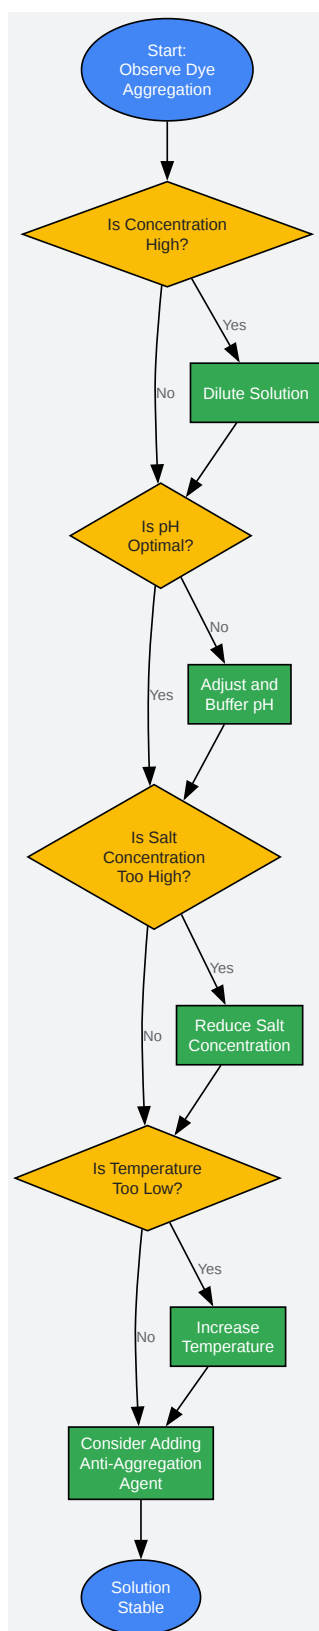 Start:
Observe Dye
Aggregation
Is Concentration
High?
Yes
No
Dilute Solution
Is pH
Optimal?
No
Yes
Adjust and
Buffer pH
Is Salt
Concentration
Too High?
Yes
No
Reduce Salt
Concentration
Is Temperature
Too Low?
Yes
No
Increase
Temperature
Consider Adding
Anti-Aggregation
Agent
Solution
Stable